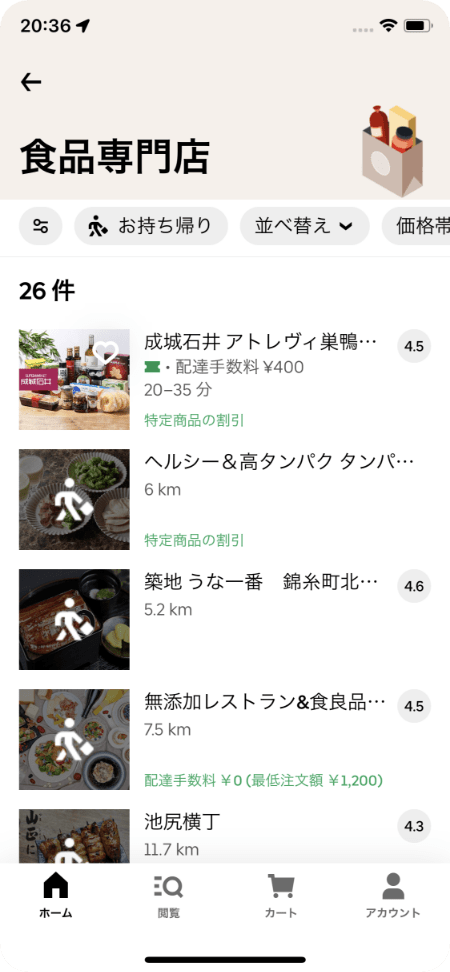 20:36
食品専門店
お持ち帰り
並べ替え
価格帯
26 件
成城石井 アトレヴィ巣鴨…
4.5
・配達手数料 ¥400
20–35 分
特定商品の割引
成城石井
ヘルシー＆高タンパク タンパ…
6 km
特定商品の割引
築地 うな一番　錦糸町北…
4.6
5.2 km
無添加レストラン&食良品…
4.5
7.5 km
配達手数料 ￥0 (最低注文額 ￥1,200)
池尻横丁
4.3
11.7 km
ホーム
閲覧
カート
アカウント